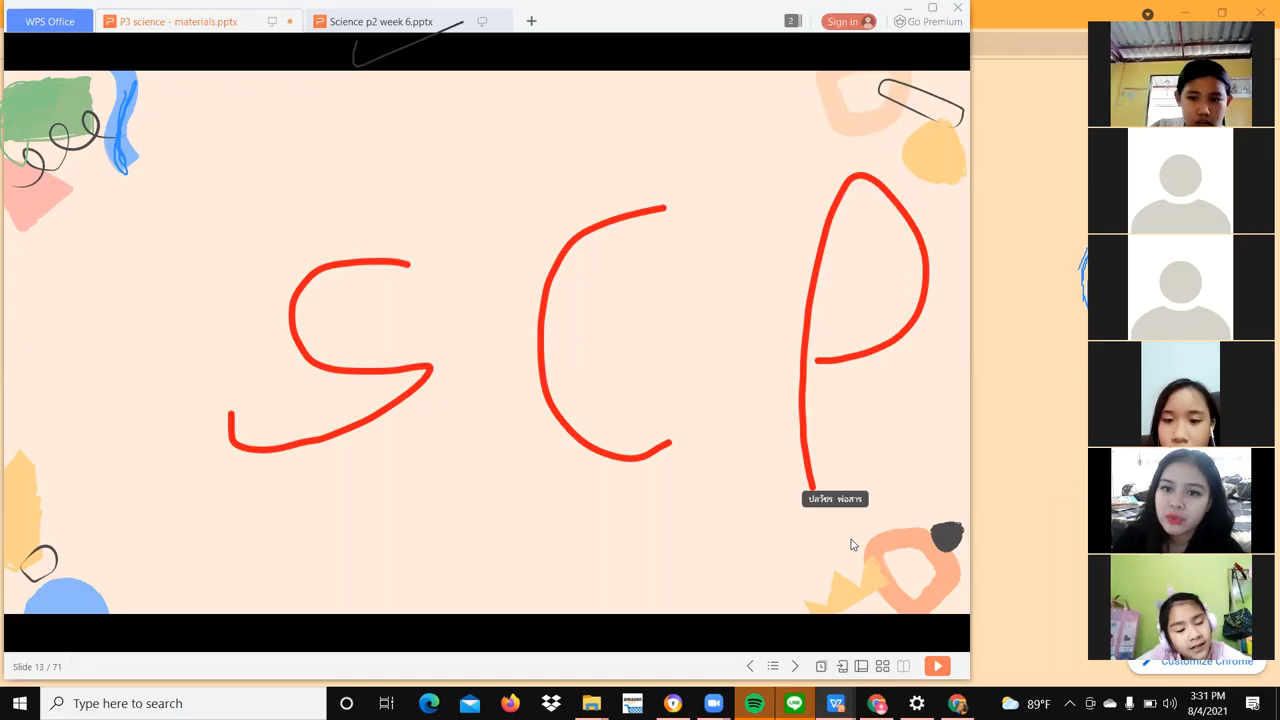 WPS Office P3 science - materials.pptx Science p2 week 6.pptx 2 Sign in Go Premium
S C P
ปลวัชร พ่อสาร
Slide 13 / 71
Customize Chrome
Type here to search
89°F
3:31 PM
8/4/2021